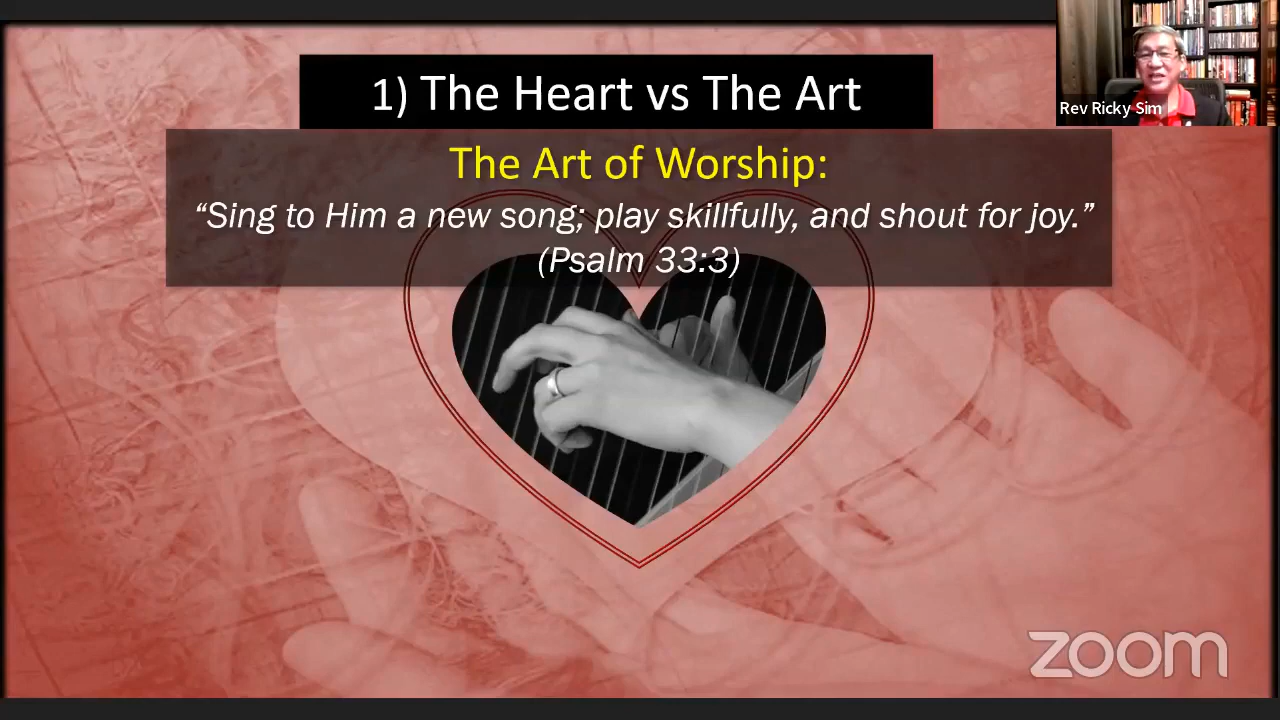 1) The Heart vs The Art
Rev Ricky Sim
The Art of Worship:
“Sing to Him a new song; play skillfully, and shout for joy.”
(Psalm 33:3)
zoom